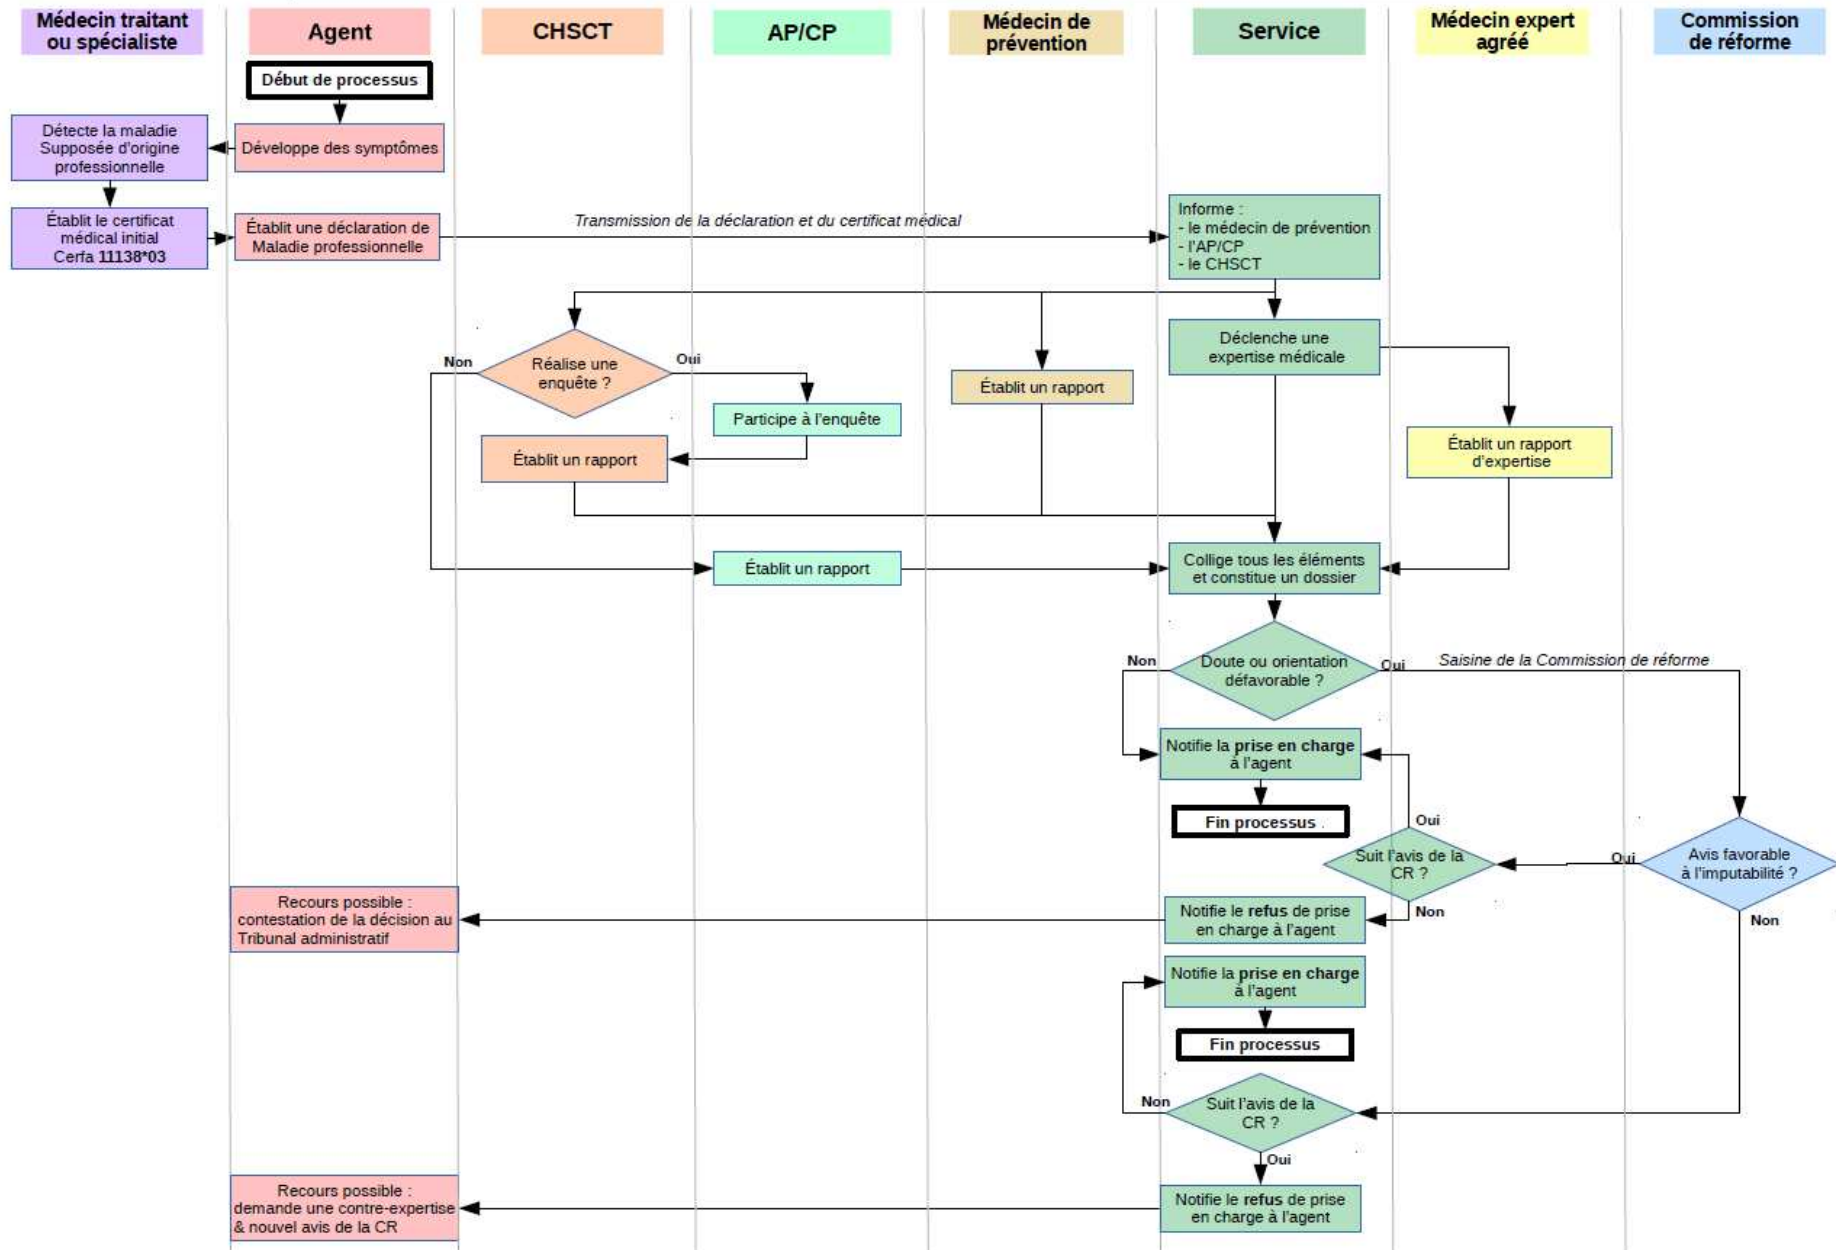 Médecin traitant
ou spécialiste
Agent
CHSCT
AP/CP
Médecin de
prévention
Service
Médecin expert
agréé
Commission
de réforme
Début de processus
Détecte la maladie
Supposée d'origine
professionnelle
Développe des symptômes
Établit le certificat
médical initial
Cerfa 11138*03
Établit une déclaration de
Maladie professionnelle
Transmission de la déclaration et du certificat médical
Informe :
- le médecin de prévention
- l'AP/CP
- le CHSCT
Non
Réalise une
enquête ?
Oui
Établit un rapport
Déclenche une
expertise médicale
Participe à l'enquête
Établit un rapport
Établit un rapport
d'expertise
Établit un rapport
Collige tous les éléments
et constitue un dossier
Non
Doute ou orientation
défavorable ?
Oui
Saisine de la Commission de réforme
Notifie la prise en charge
à l'agent
Fin processus
Oui
Suit l'avis de la
CR ?
Oui
Avis favorable
à l'imputabilité ?
Non
Non
Recours possible :
contestation de la décision au
Tribunal administratif
Notifie le refus de prise
en charge à l'agent
Notifie la prise en charge
à l'agent
Fin processus
Non
Suit l'avis de la
CR ?
Oui
Recours possible :
demande une contre-expertise
& nouvel avis de la CR
Notifie le refus de prise
en charge à l'agent